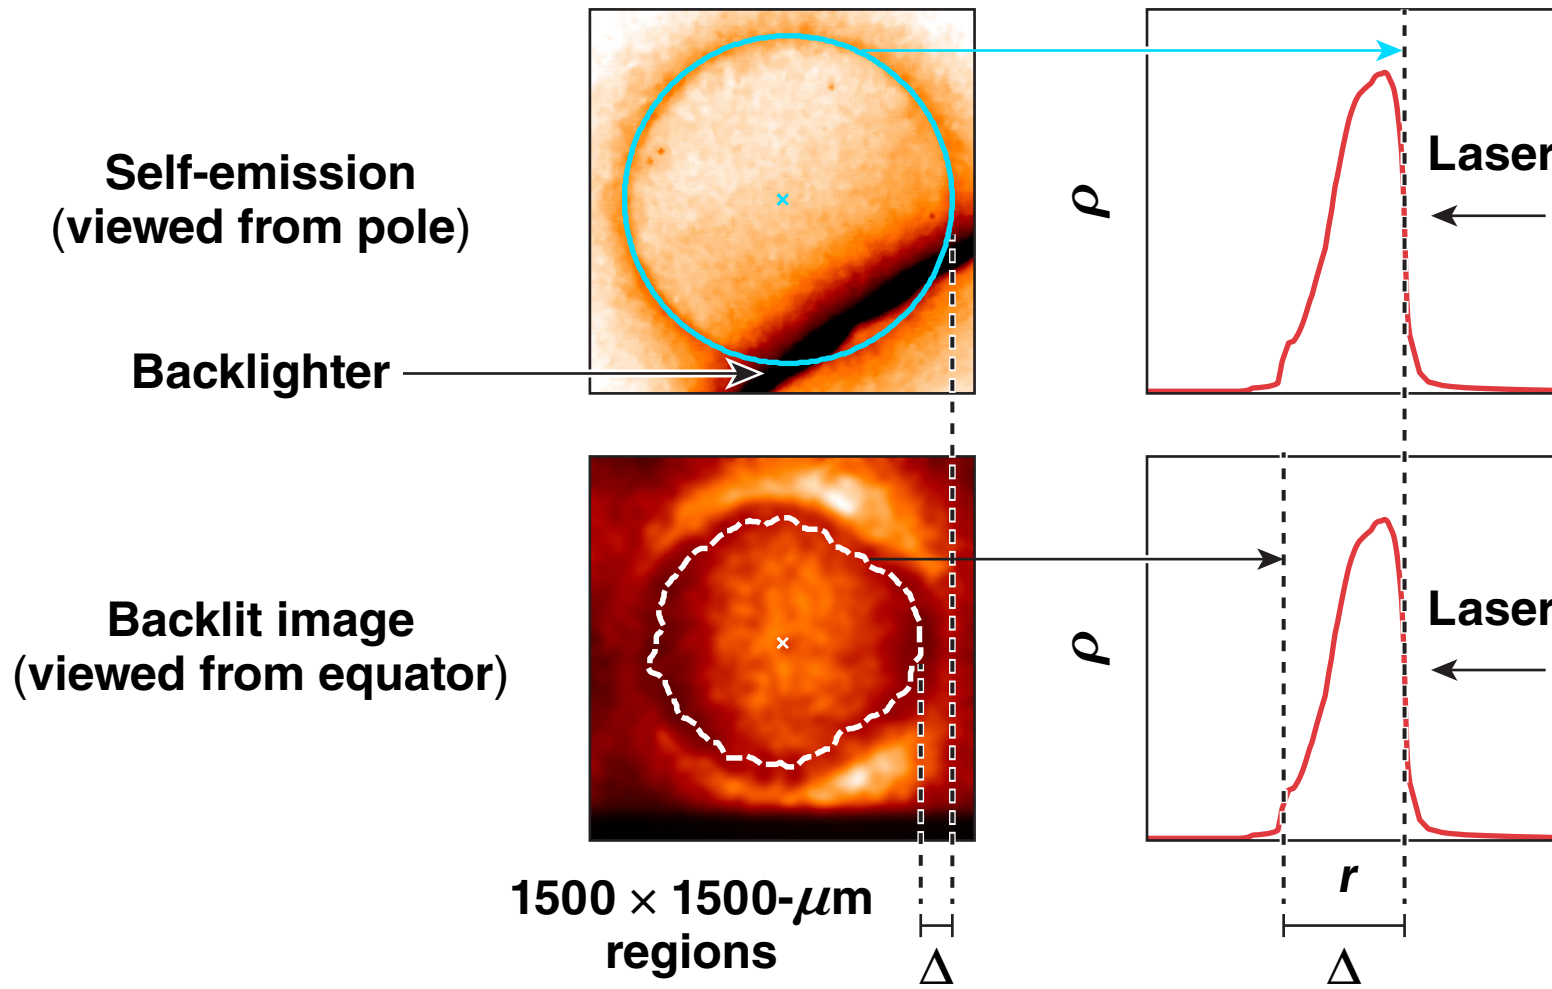 Self-emission
(viewed from pole)
Backlighter
ρ
Laser
Backlit image
(viewed from equator)
ρ
Laser
1500 × 1500-μm
regions
Δ
r
Δ